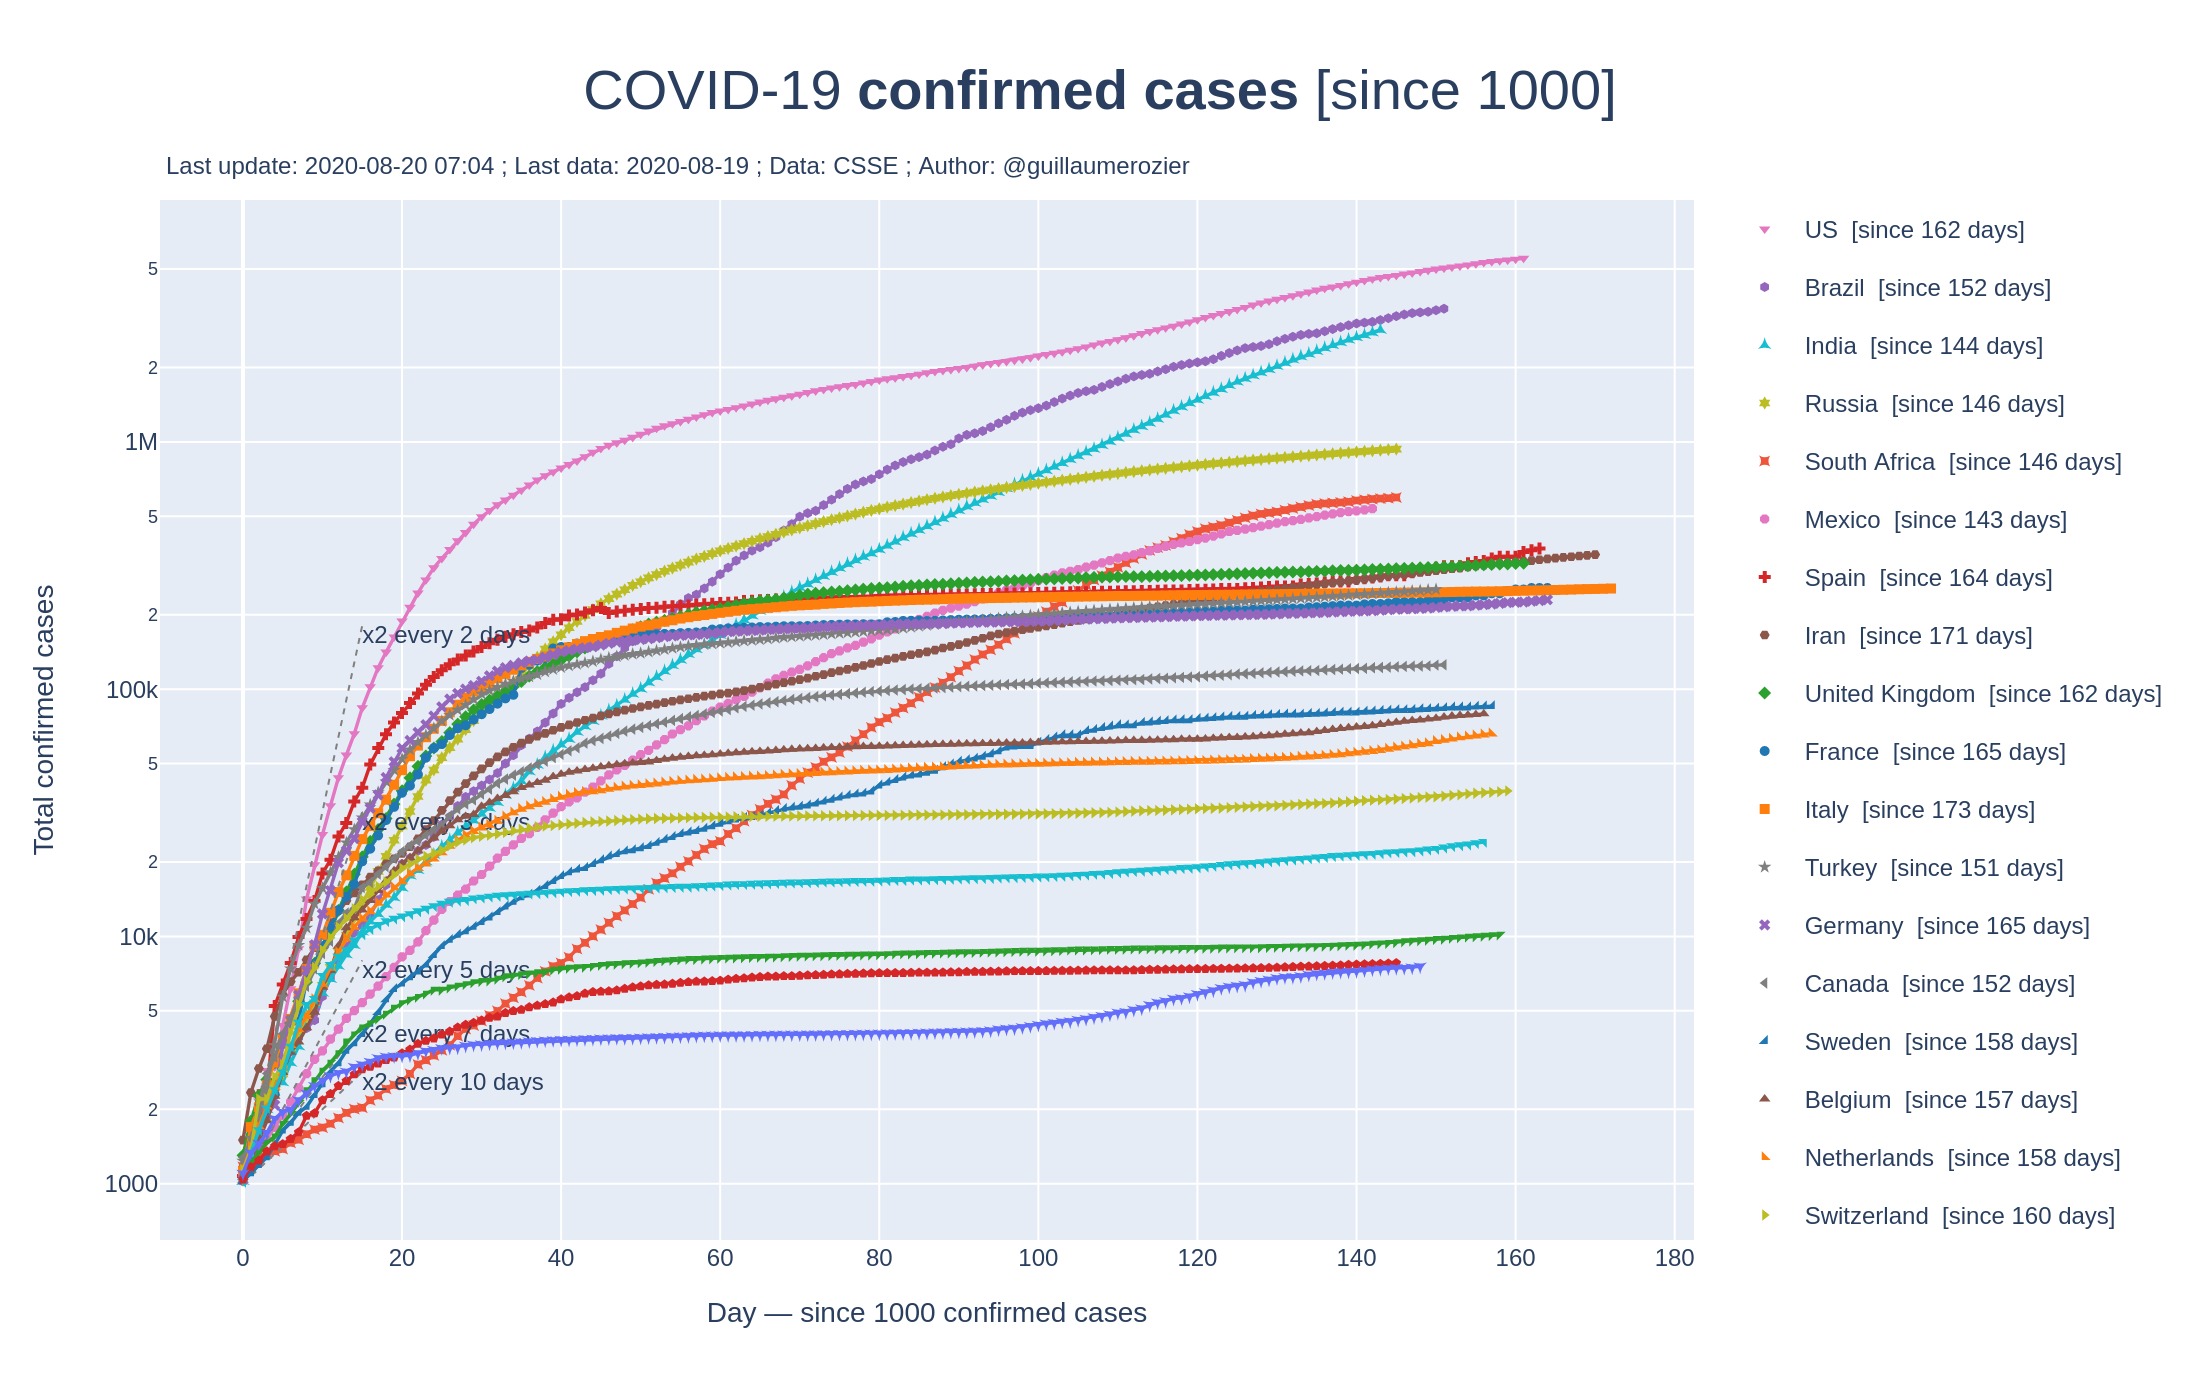 COVID-19 confirmed cases [since 1000]
Last update: 2020-08-20 07:04 ; Last data: 2020-08-19 ; Data: CSSE ; Author: @guillaumerozier
Total confirmed cases
5
2
1M
5
2
100k
5
2
10k
5
2
1000
x2 every 2 days
x2 every 3 days
x2 every 5 days
x2 every 7 days
x2 every 10 days
0 20 40 60 80 100 120 140 160 180
Day — since 1000 confirmed cases
US [since 162 days]
Brazil [since 152 days]
India [since 144 days]
Russia [since 146 days]
South Africa [since 146 days]
Mexico [since 143 days]
Spain [since 164 days]
Iran [since 171 days]
United Kingdom [since 162 days]
France [since 165 days]
Italy [since 173 days]
Turkey [since 151 days]
Germany [since 165 days]
Canada [since 152 days]
Sweden [since 158 days]
Belgium [since 157 days]
Netherlands [since 158 days]
Switzerland [since 160 days]